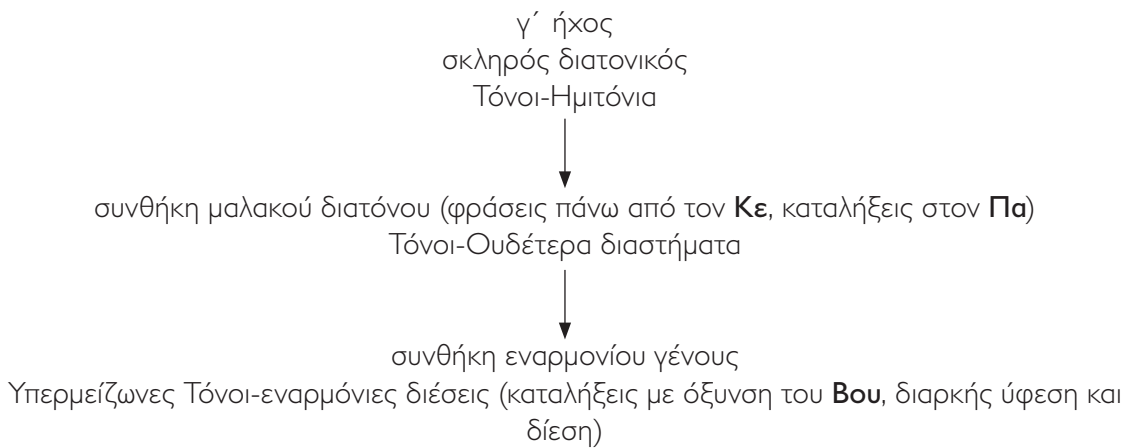 γ΄ ήχος
σκληρός διατονικός
Τόνοι-Ημιτόνια
συνθήκη μαλακού διατόνου (φράσεις πάνω από τον Κε, καταλήξεις στον Πα)
Τόνοι-Ουδέτερα διαστήματα
συνθήκη εναρμονίου γένους
Υπερμείζωνες Τόνοι-εναρμόνιες διέσεις (καταλήξεις με όξυνση του Βου, διαρκής ύφεση και
δίεση)